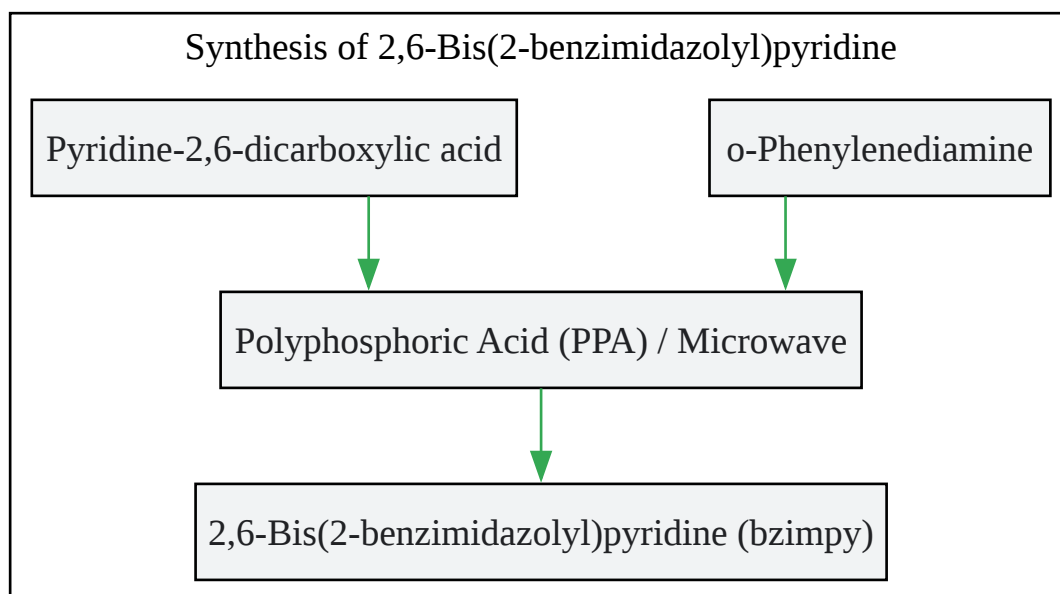 Synthesis of 2,6-Bis(2-benzimidazolyl)pyridine
Pyridine-2,6-dicarboxylic acid
o-Phenylenediamine
Polyphosphoric Acid (PPA) / Microwave
2,6-Bis(2-benzimidazolyl)pyridine (bzimpy)